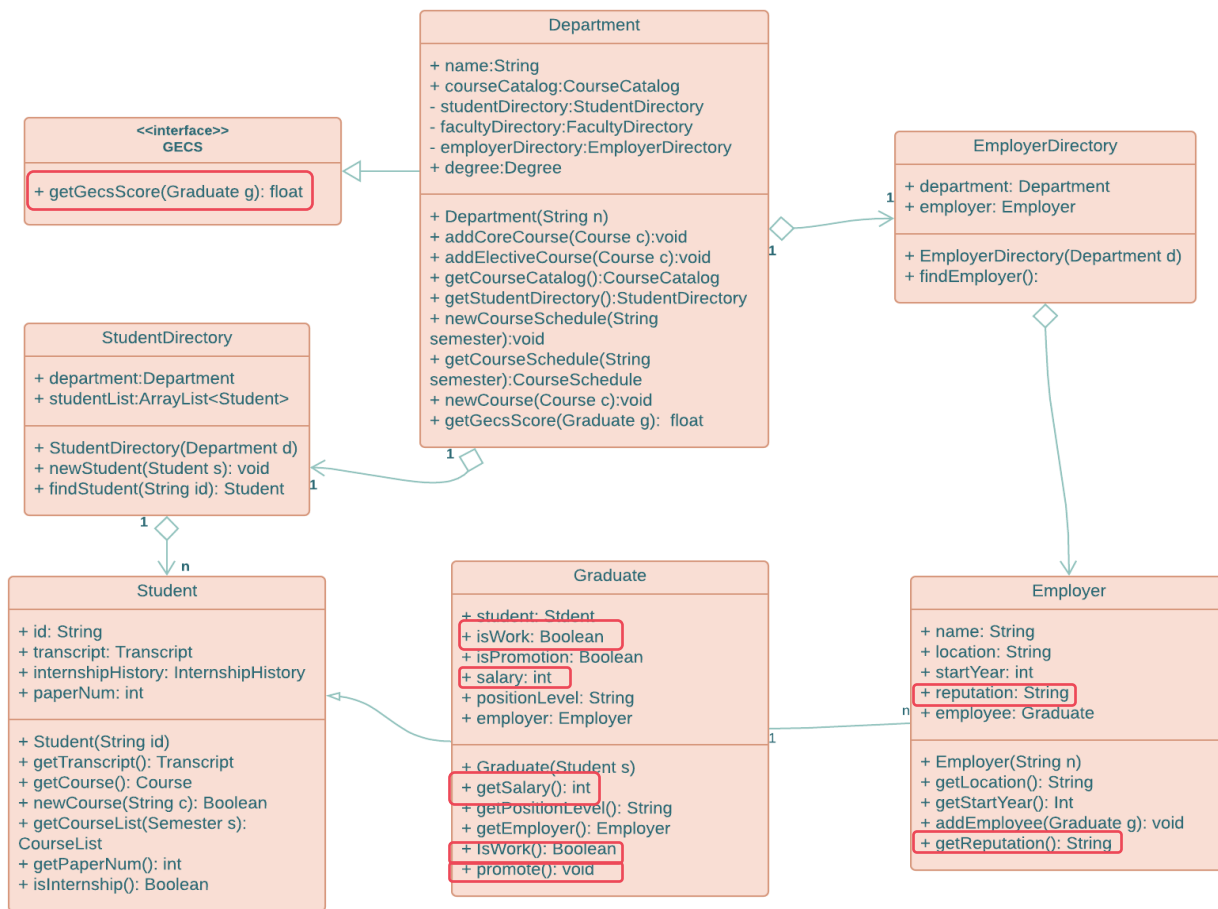 Department
+ name:String
+ courseCatalog:CourseCatalog
- studentDirectory:StudentDirectory
- facultyDirectory:FacultyDirectory
- employerDirectory:EmployerDirectory
+ degree:Degree
+ Department(String n)
+ addCoreCourse(Course c):void
+ addElectiveCourse(Course c):void
+ getCourseCatalog():CourseCatalog
+ getStudentDirectory():StudentDirectory
+ newCourseSchedule(String
semester):void
+ getCourseSchedule(String
semester):CourseSchedule
+ newCourse(Course c):void
+ getGecsScore(Graduate g):  float
<<interface>>
GECS
+ getGecsScore(Graduate g): float
1
1
EmployerDirectory
+ department: Department
+ employer: Employer
+ EmployerDirectory(Department d)
+ findEmployer():
StudentDirectory
+ department:Department
+ studentList:ArrayList<Student>
+ StudentDirectory(Department d)
+ newStudent(Student s): void
+ findStudent(String id): Student
1
1
1
n
Student
+ id: String
+ transcript: Transcript
+ internshipHistory: InternshipHistory
+ paperNum: int
+ Student(String id)
+ getTranscript(): Transcript
+ getCourse(): Course
+ newCourse(String c): Boolean
+ getCourseList(Semester s):
CourseList
+ getPaperNum(): int
+ isInternship(): Boolean
Graduate
+ student: Stdent
+ isWork: Boolean
+ isPromotion: Boolean
+ salary: int
+ positionLevel: String
+ employer: Employer
+ Graduate(Student s)
+ getSalary(): int
+ getPositionLevel(): String
+ getEmployer(): Employer
+ IsWork(): Boolean
+ promote(): void
1
n
Employer
+ name: String
+ location: String
+ startYear: int
+ reputation: String
+ employee: Graduate
+ Employer(String n)
+ getLocation(): String
+ getStartYear(): Int
+ addEmployee(Graduate g): void
+ getReputation(): String